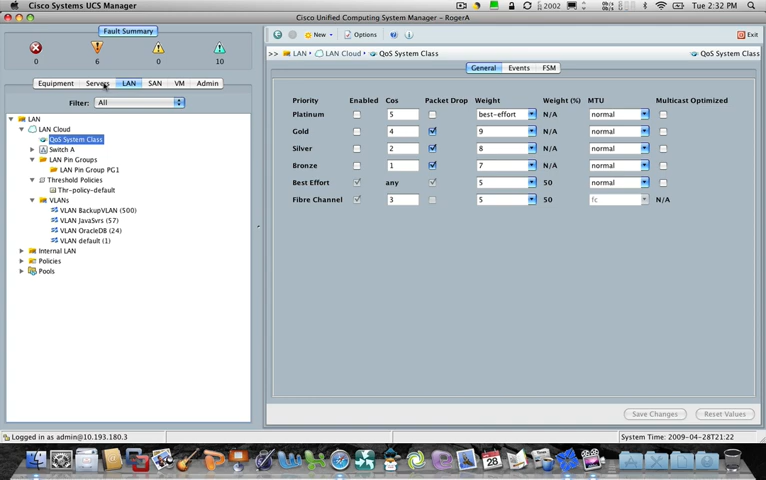 Cisco Systems UCS Manager
2002
Tue 2:32 PM
Cisco Unified Computing System Manager - RogerA
Fault Summary
0 6 0 10
New
Options
Exit
>> LAN LAN Cloud QoS System Class
QoS System Class
Equipment Servers LAN SAN VM Admin
General Events FSM
Filter: All
LAN
LAN Cloud
QoS System Class
Switch A
LAN Pin Groups
LAN Pin Group PG1
Threshold Policies
Thr-policy-default
VLANs
VLAN BackupVLAN (500)
VLAN JavaSvrs (57)
VLAN OracleDB (24)
VLAN default (1)
Internal LAN
Policies
Pools
Priority Enabled Cos Packet Drop Weight Weight (%) MTU Multicast Optimized
Platinum 5 best-effort N/A normal
Gold 4 9 N/A normal
Silver 2 8 N/A normal
Bronze 1 7 N/A normal
Best Effort any 5 50 normal
Fibre Channel 3 5 50 fc N/A
Save Changes Reset Values
Logged in as admin@10.193.180.3
System Time: 2009-04-28T21:22
28